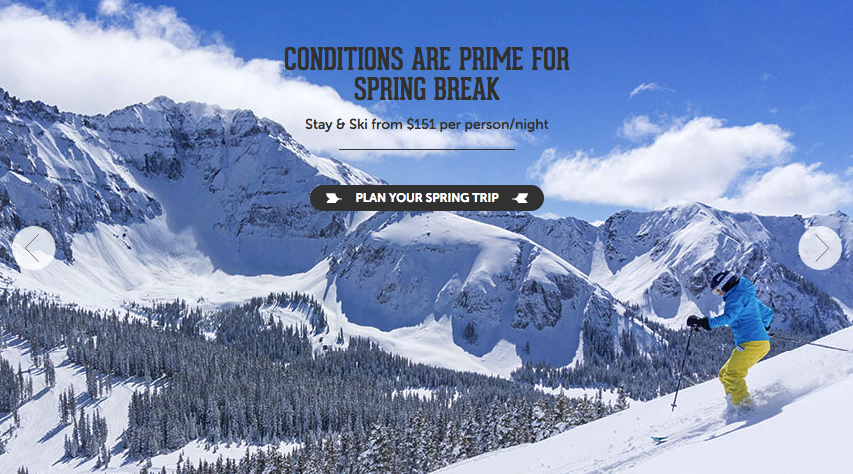 CONDITIONS ARE PRIME FOR
SPRING BREAK
Stay & Ski from $151 per person/night
PLAN YOUR SPRING TRIP